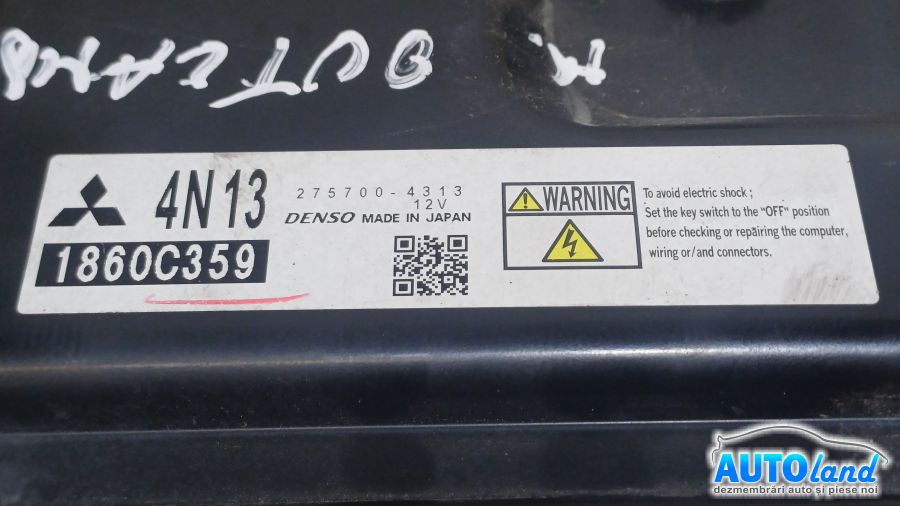 4N13
1860C359
275700-4313
12V
DENSO MADE IN JAPAN
WARNING
To avoid electric shock ;
Set the key switch to the "OFF" position
before checking or repairing the computer,
wiring or/and connectors.
AUTOland
dezmembrări auto și piese noi